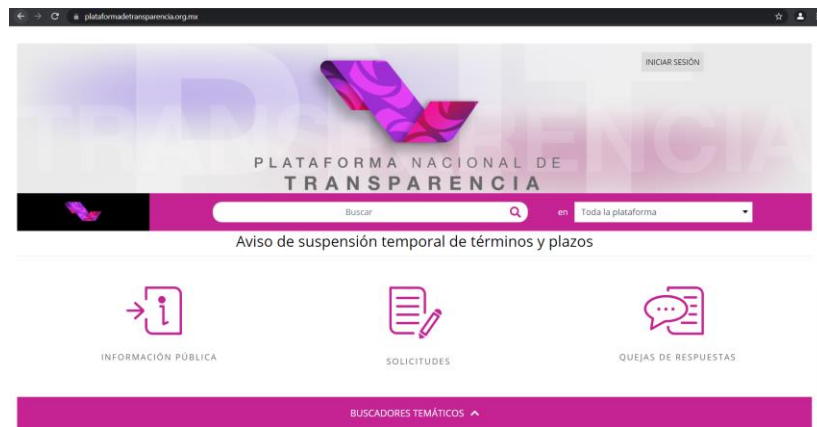 plataformadetransparencia.org.mx
INICIAR SESIÓN
PLATAFORMA NACIONAL DE
TRANSPARENCIA
Buscar
en Toda la plataforma
Aviso de suspensión temporal de términos y plazos
INFORMACIÓN PÚBLICA
SOLICITUDES
QUEJAS DE RESPUESTAS
BUSCADORES TEMÁTICOS